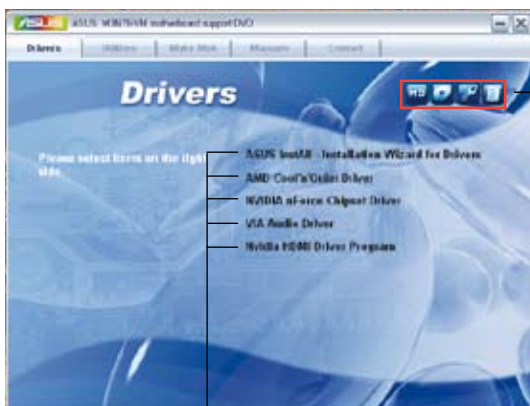 ASUS
motherboard support DVD
Drivers
Utilities
Make Disk
Manuals
Contact
Drivers
Please select items on the right
side.
ASUS InstAll - Installation Wizard for Drivers
AMD Cool'n'Quiet Driver
NVIDIA nForce Chipset Driver
VIA Audio Driver
Nvidia HDMI Driver Program